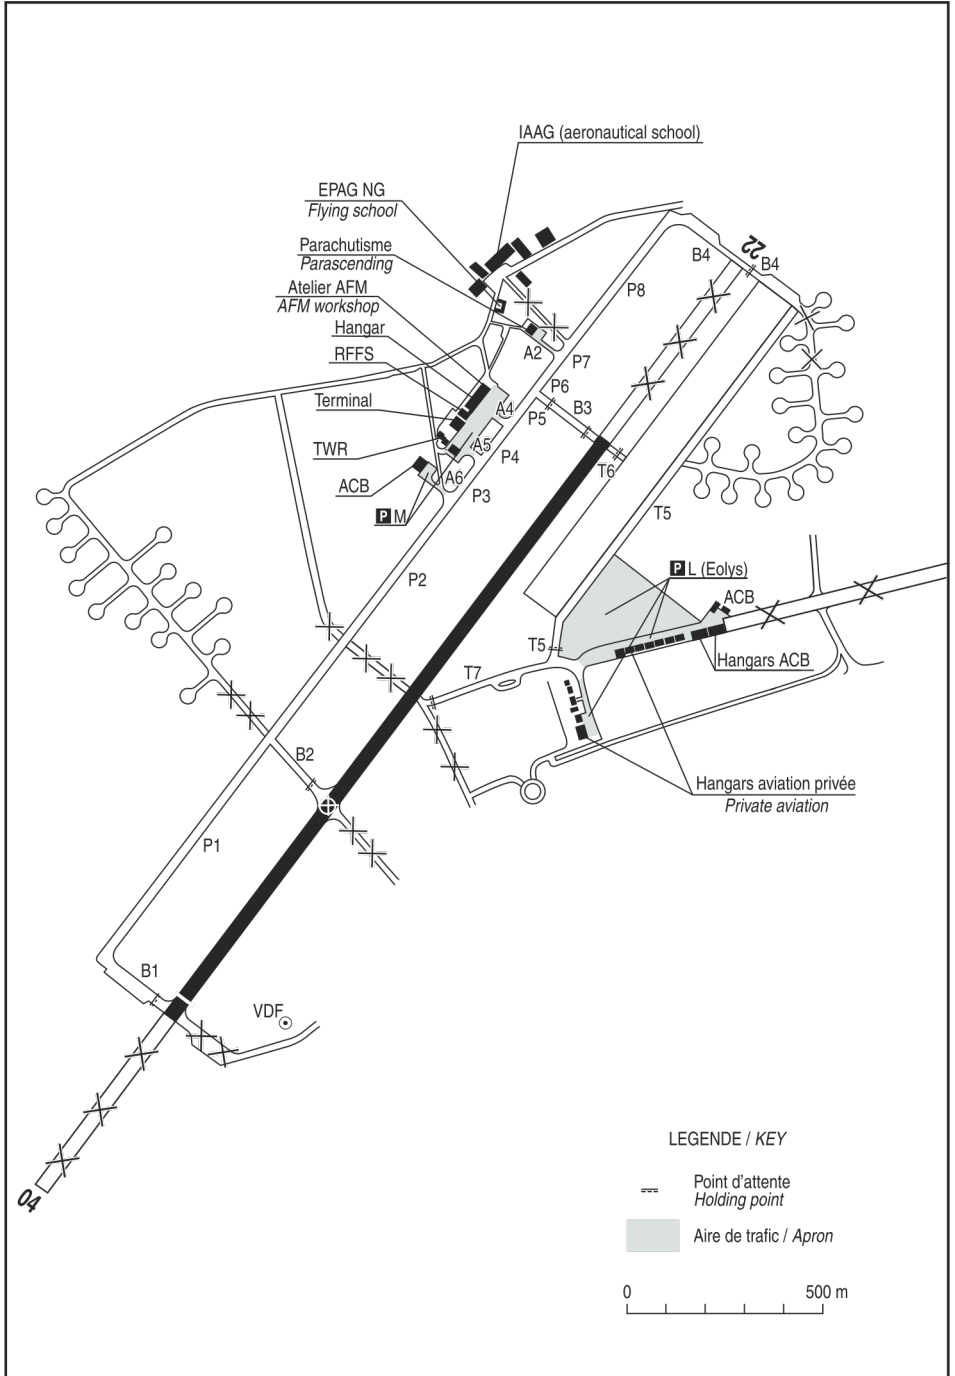 IAAG (aeronautical school)
EPAG NG
Flying school
Parachutisme
Parascending
Atelier AFM
AFM workshop
Hangar
RFFS
Terminal
TWR
ACB
P M
22
B4
B4
P8
A2
P7
P6
B3
P5
A4
A5
P4
A6
P3
T6
T5
P2
P L (Eolys)
ACB
T5
Hangars ACB
T7
B2
Hangars aviation privée
Private aviation
P1
B1
VDF
04
LEGENDE / KEY
Point d'attente
Holding point
Aire de trafic / Apron
0 500 m